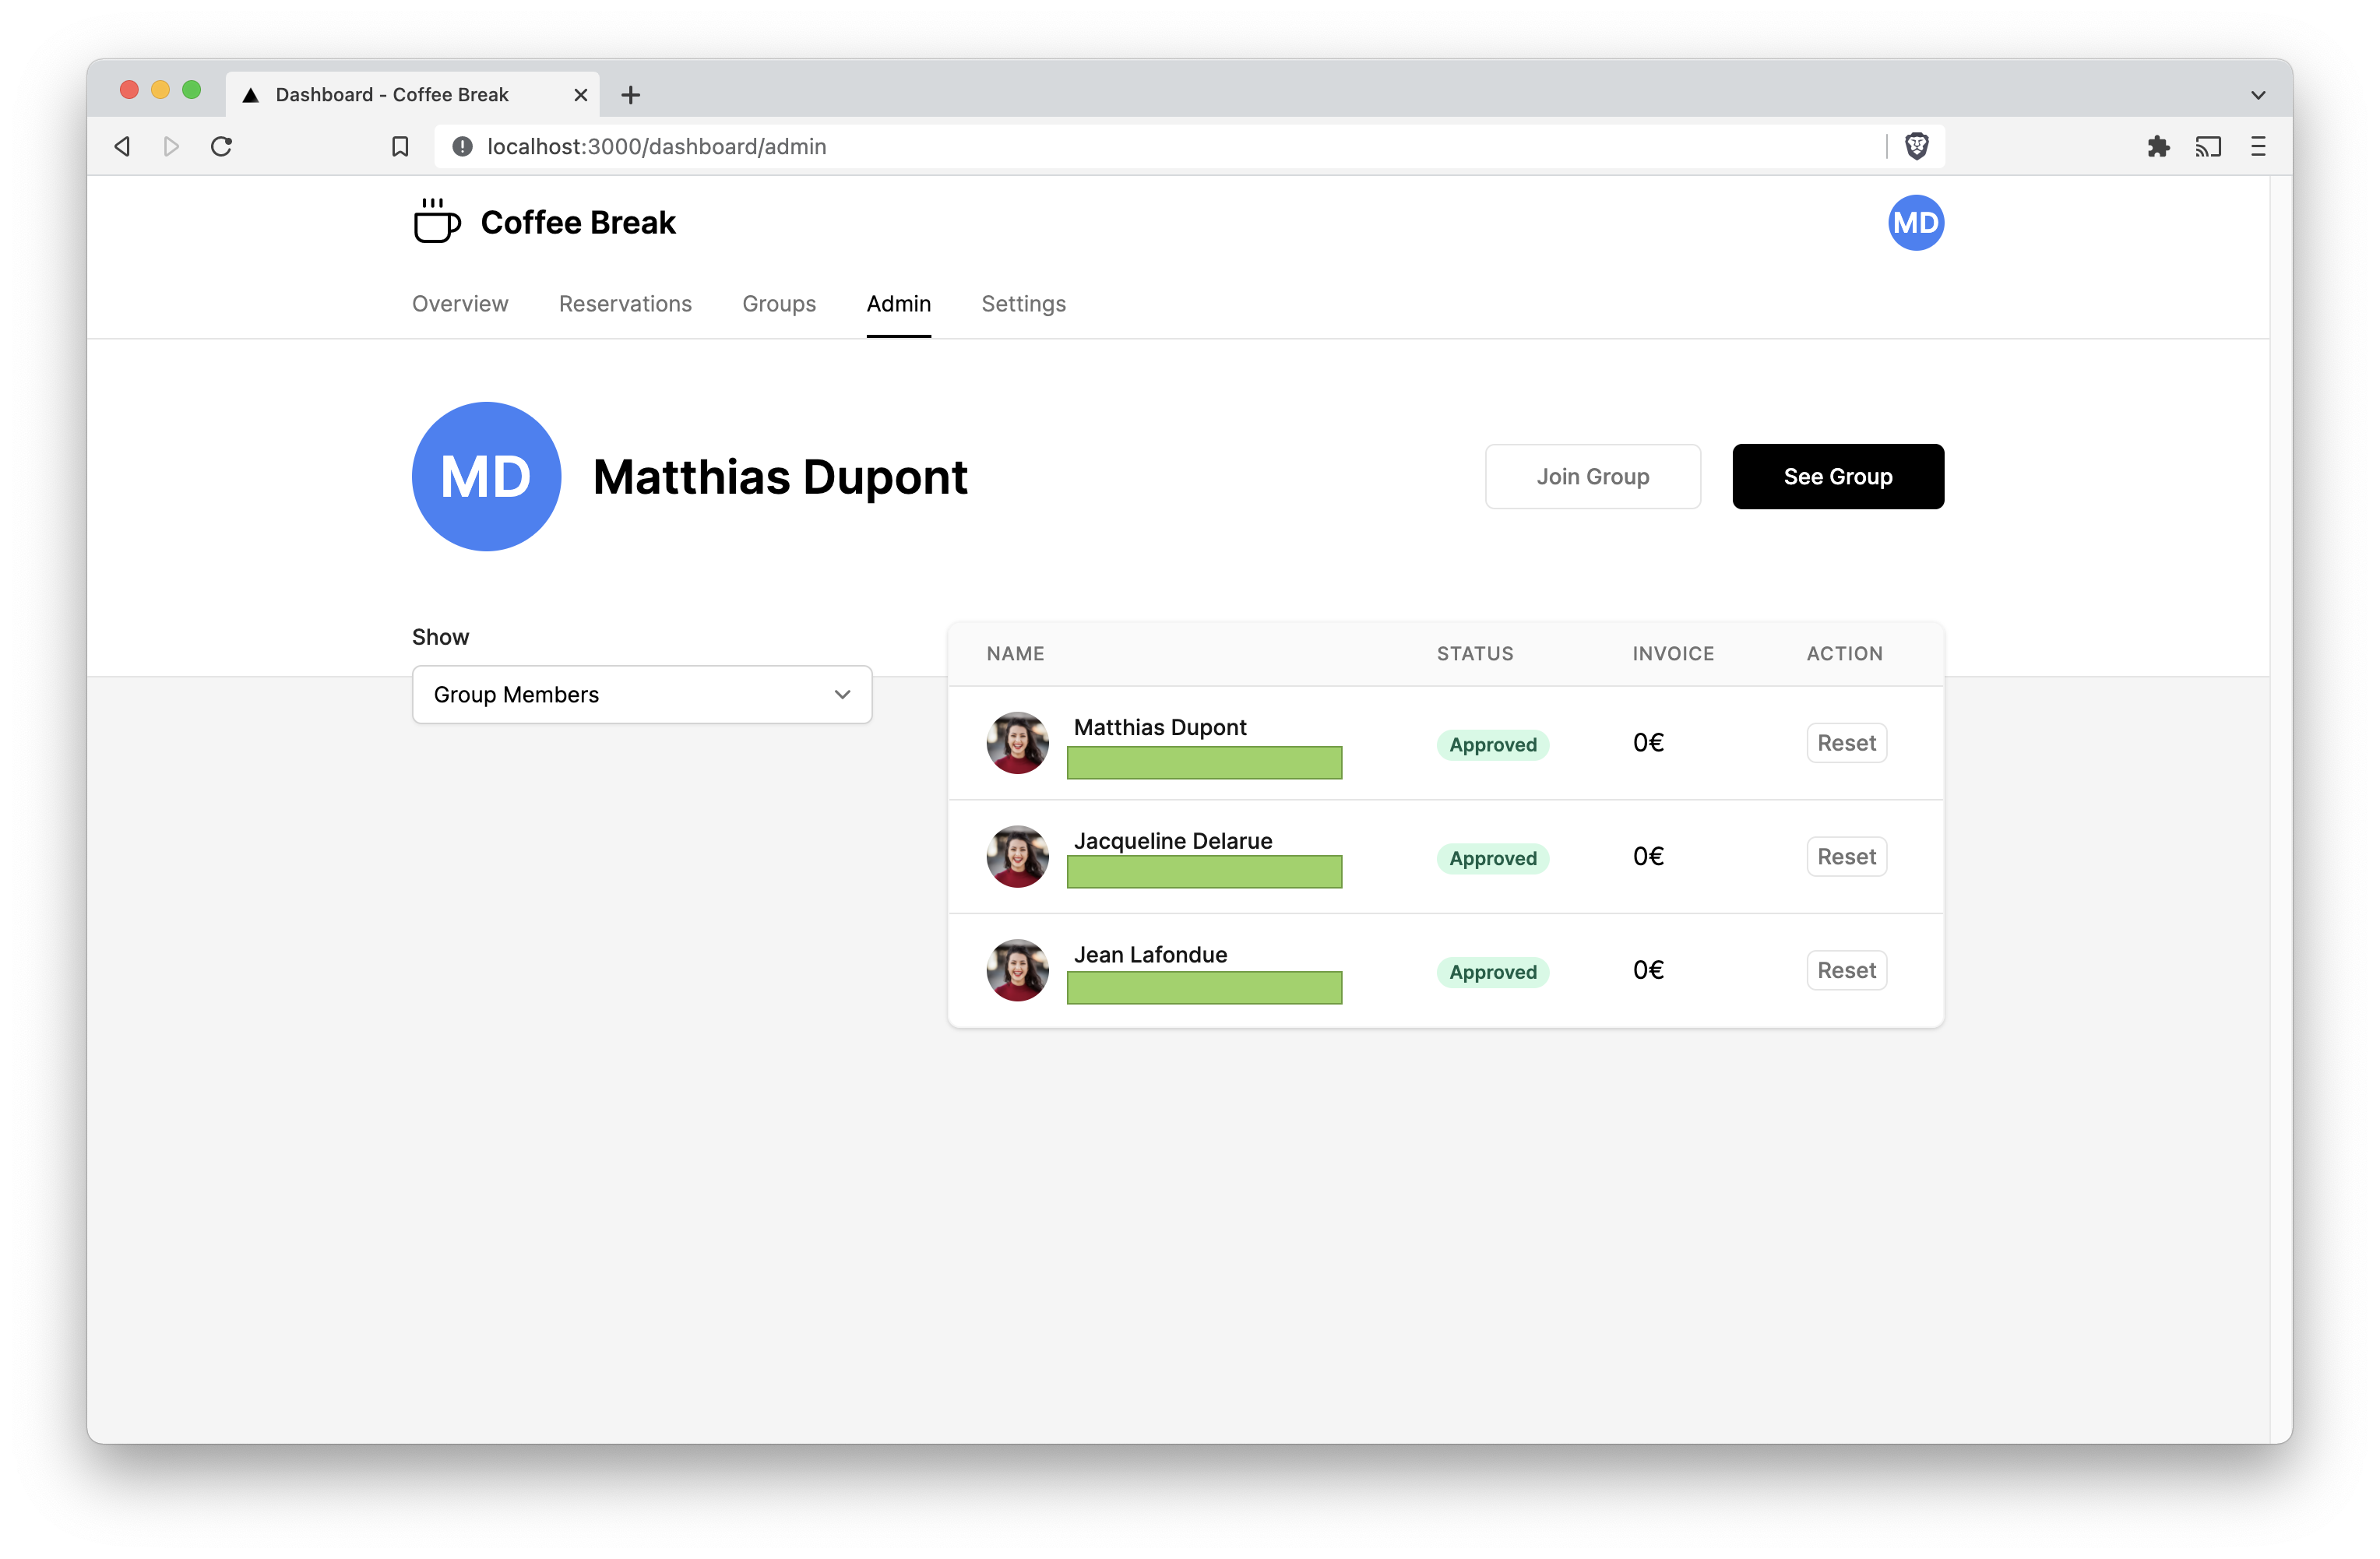 Dashboard - Coffee Break
localhost:3000/dashboard/admin
Coffee Break
MD
Overview Reservations Groups Admin Settings
MD
Matthias Dupont
Join Group See Group
Show
Group Members
NAME STATUS INVOICE ACTION
Matthias Dupont
Approved 0€ Reset
Jacqueline Delarue
Approved 0€ Reset
Jean Lafondue
Approved 0€ Reset